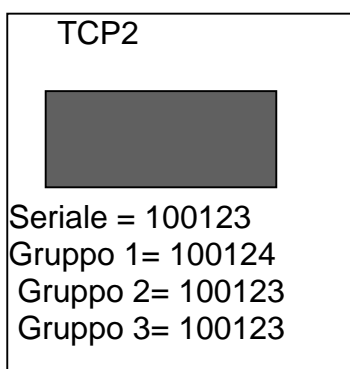 TCP2
Seriale = 100123
Gruppo 1= 100124
Gruppo 2= 100123
Gruppo 3= 100123